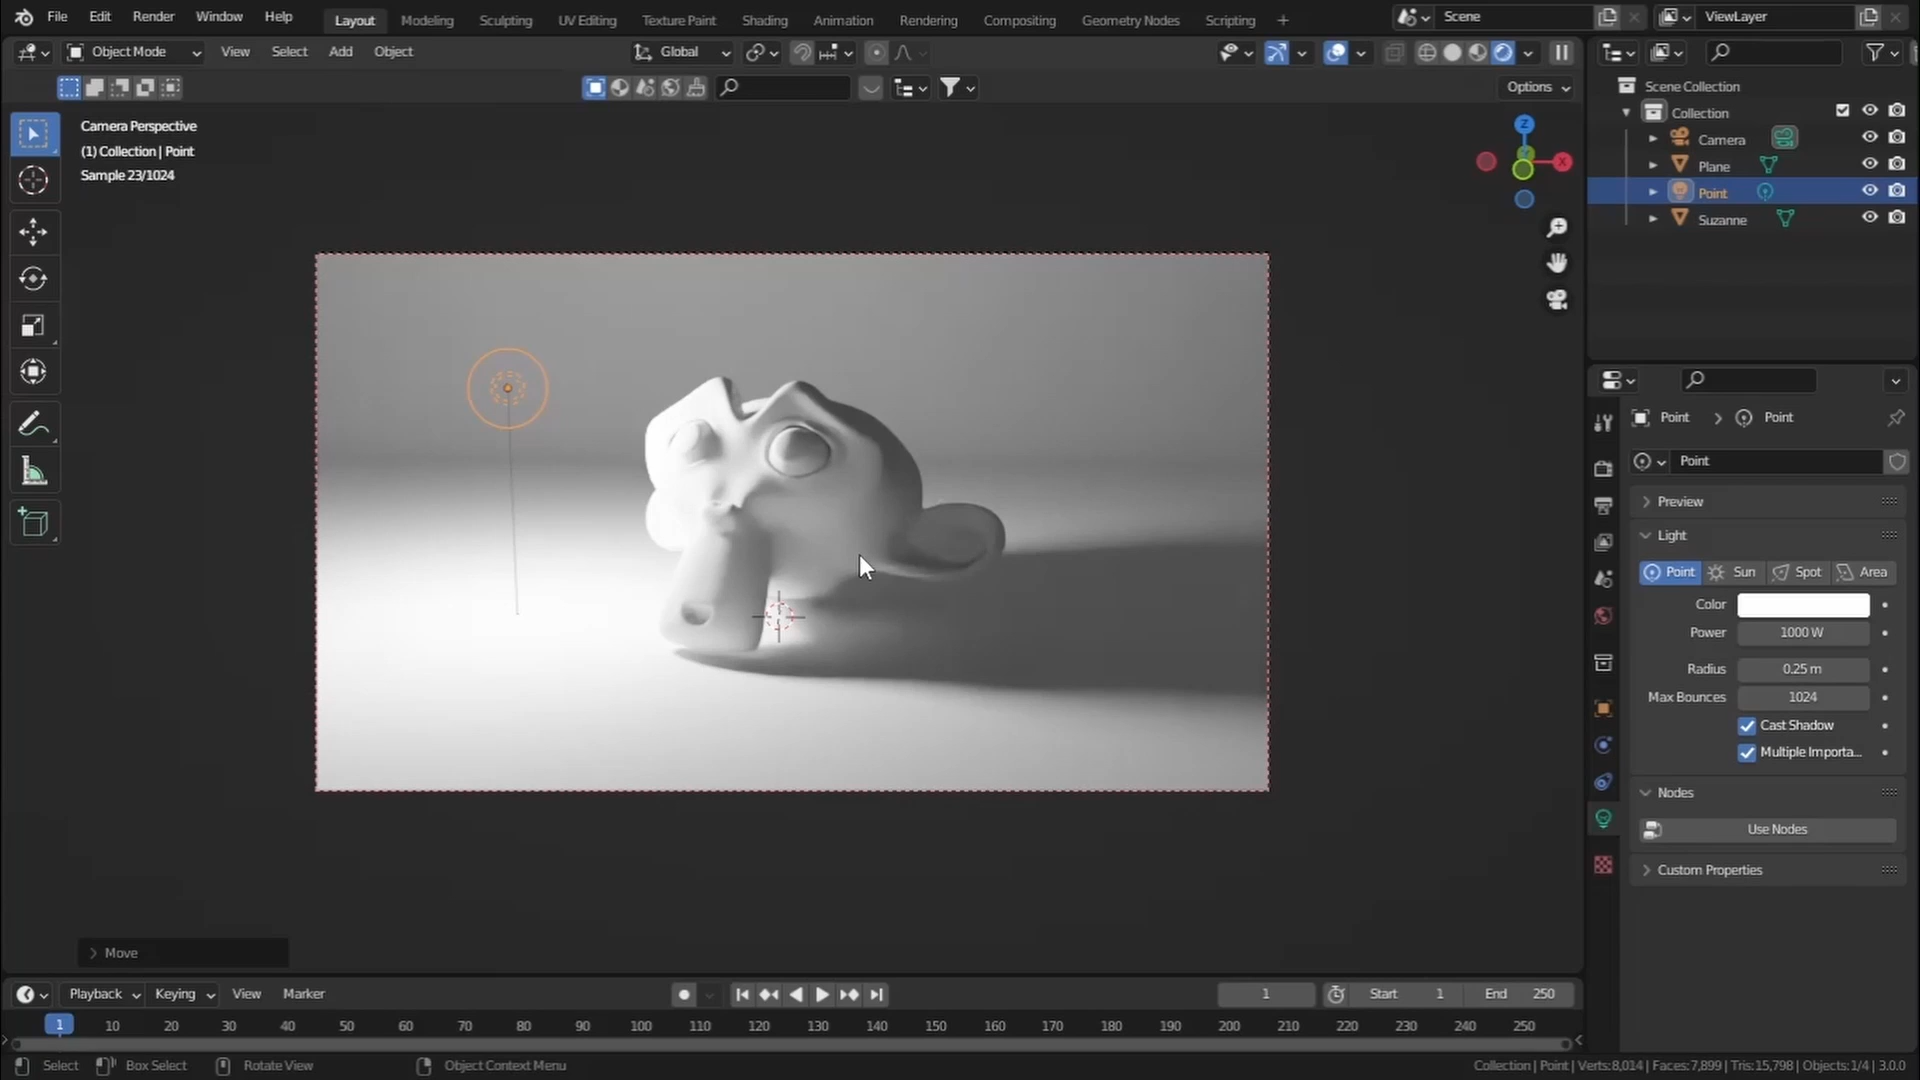 File Edit Render Window Help Layout Modeling Sculpting UV Editing Texture Paint Shading Animation Rendering Compositing Geometry Nodes Scripting + Scene ViewLayer
Object Mode View Select Add Object Global
Options
Camera Perspective
(1) Collection | Point
Sample 23/1024
Z
X
Scene Collection
Collection
Camera
Plane
Point
Suzanne
Point > Point
Point
Preview
Light
Point Sun Spot Area
Color
Power 1000 W
Radius 0.25 m
Max Bounces 1024
Cast Shadow
Multiple Importa...
Nodes
Use Nodes
Custom Properties
> Move
Playback Keying View Marker 1 Start 1 End 250
1 10 20 30 40 50 60 70 80 90 100 110 120 130 140 150 160 170 180 190 200 210 220 230 240 250
Select Box Select Rotate View Object Context Menu Collection | Point | Verts:8,014 | Faces:7,899 | Tris:15,798 | Objects:1/4 | 3.0.0